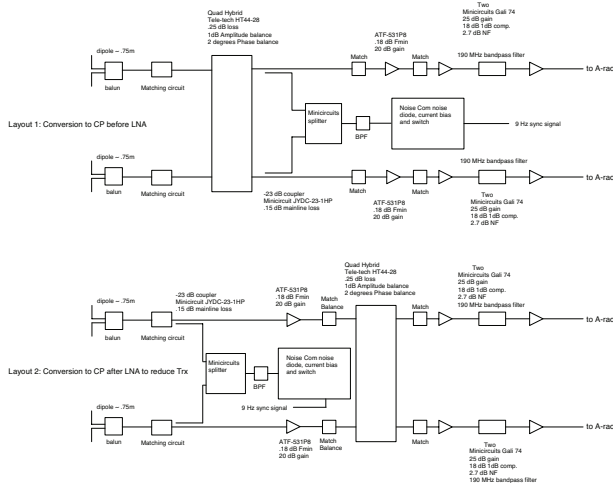 Quad Hybrid
Tele-tech HT44-28
.25 dB loss
1dB Amplitude balance
2 degrees Phase balance
Two
Minicircuits Gali 74
25 dB gain
18 dB 1dB comp.
2.7 dB NF
ATF-531P8
.18 dB Fmin
20 dB gain
dipole ~ .75m
Match
Match
190 MHz bandpass filter
to A-rac
balun
Matching circuit
Minicircuits
splitter
Noise Com noise
diode, current bias
and switch
Layout 1: Conversion to CP before LNA
9 Hz sync signal
BPF
dipole ~ .75m
190 MHz bandpass filter
to A-rac
balun
Matching circuit
-23 dB coupler
Minicircuit JYDC-23-1HP
.15 dB mainline loss
Match
ATF-531P8
.18 dB Fmin
20 dB gain
Match
Two
Minicircuits Gali 74
25 dB gain
18 dB 1dB comp.
2.7 dB NF
Quad Hybrid
Tele-tech HT44-28
.25 dB loss
1dB Amplitude balance
2 degrees Phase balance
Two
Minicircuits Gali 74
25 dB gain
18 dB 1dB comp.
2.7 dB NF
190 MHz bandpass filter
dipole ~ .75m
-23 dB coupler
Minicircuit JYDC-23-1HP
.15 dB mainline loss
ATF-531P8
.18 dB Fmin
20 dB gain
Match
Balance
Match
to A-rac
balun
Matching circuit
Minicircuits
splitter
Noise Com noise
diode, current bias
and switch
Layout 2: Conversion to CP after LNA to reduce Trx
BPF
9 Hz sync signal
dipole ~ .75m
to A-rac
balun
Matching circuit
ATF-531P8
.18 dB Fmin
20 dB gain
Match
Balance
Match
Two
Minicircuits Gali 74
25 dB gain
18 dB 1dB comp.
2.7 dB NF
190 MHz bandpass filter